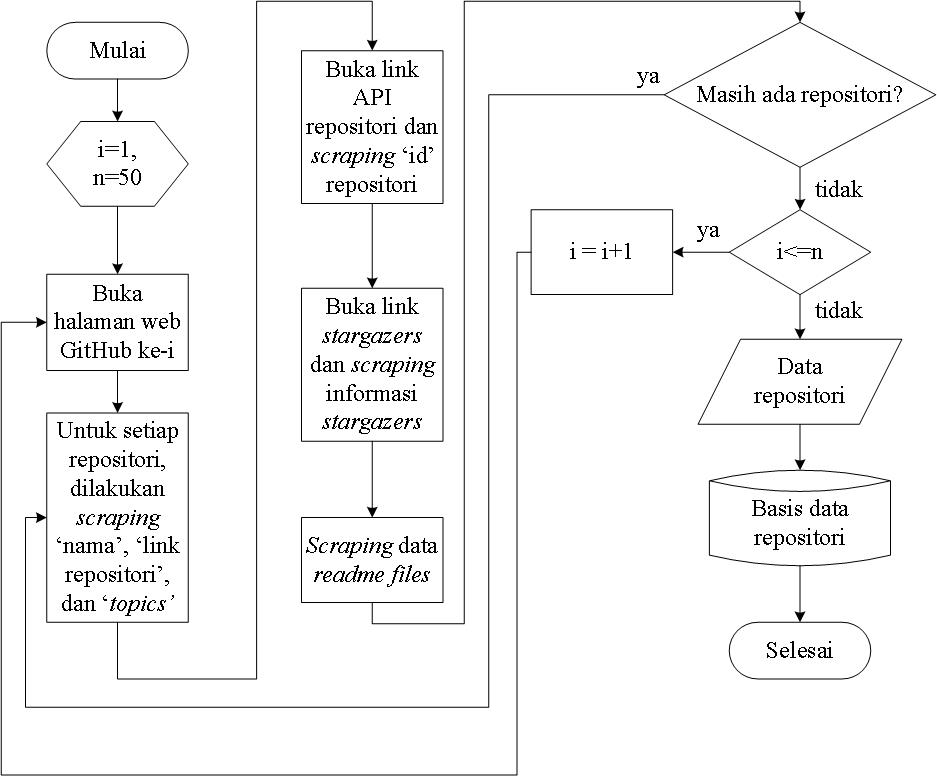 Mulai
i=1,
n=50
Buka
halaman web
GitHub ke-i
Untuk setiap
repositori,
dilakukan
scraping
‘nama’, ‘link
repositori’,
dan ‘topics’
Buka link
API
repositori dan
scraping ‘id’
repositori
Buka link
stargazers
dan scraping
informasi
stargazers
Scraping data
readme files
Masih ada repositori?
ya
tidak
i<=n
ya
i = i+1
tidak
Data
repositori
Basis data
repositori
Selesai